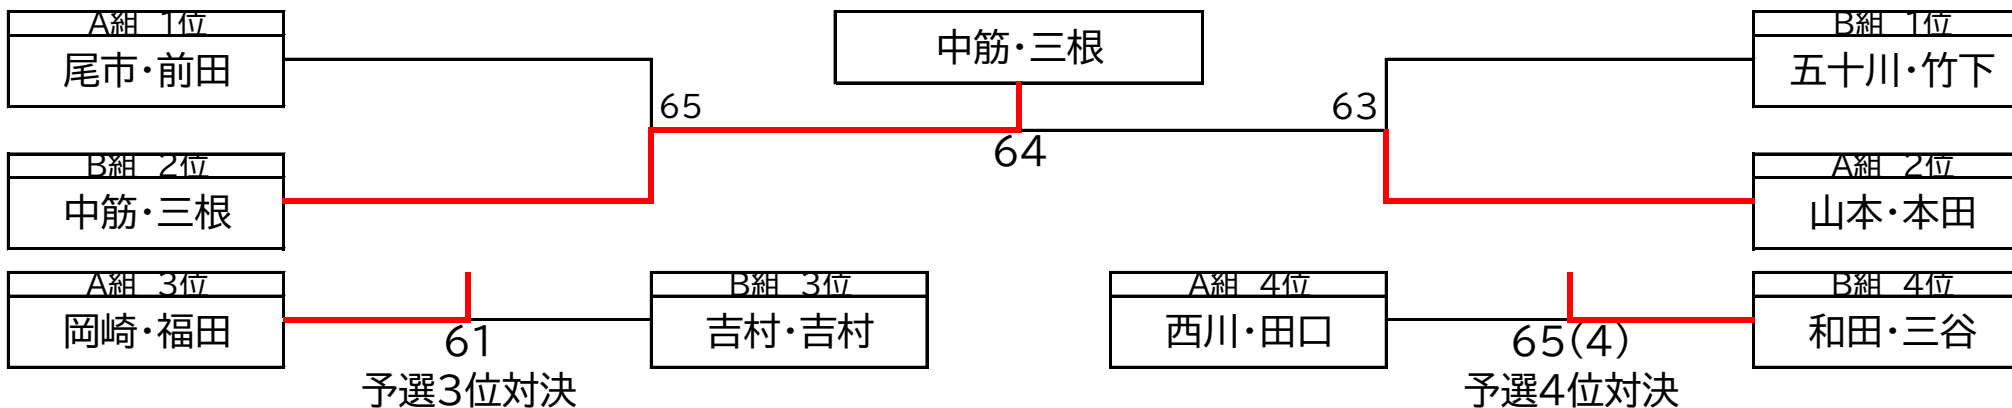 A組 1位
尾市・前田
中筋・三根
B組 1位
五十川・竹下
65
63
64
B組 2位
中筋・三根
A組 2位
山本・本田
A組 3位
岡崎・福田
B組 3位
吉村・吉村
61
予選3位対決
A組 4位
西川・田口
B組 4位
和田・三谷
65(4)
予選4位対決